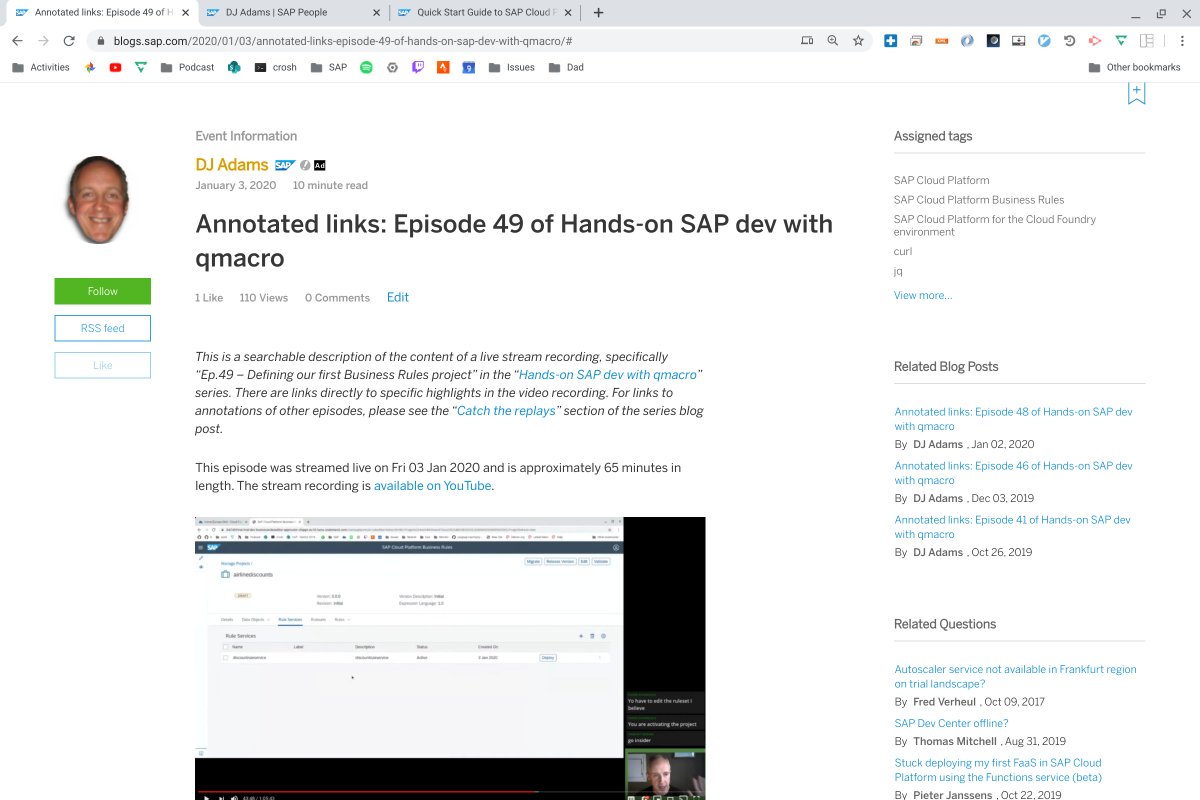 Annotated links: Episode 49 of H
DJ Adams | SAP People
Quick Start Guide to SAP Cloud P
blogs.sap.com/2020/01/03/annotated-links-episode-49-of-hands-on-sap-dev-with-qmacro/#
Activities
Podcast
crosh
SAP
Issues
Dad
Other bookmarks
Event Information
DJ Adams SAP Ad
January 3, 2020 10 minute read
Annotated links: Episode 49 of Hands-on SAP dev with
qmacro
1 Like 110 Views 0 Comments Edit
Follow
RSS feed
Like
This is a searchable description of the content of a live stream recording, specifically
“Ep.49 – Defining our first Business Rules project” in the “Hands-on SAP dev with qmacro”
series. There are links directly to specific highlights in the video recording. For links to
annotations of other episodes, please see the “Catch the replays” section of the series blog
post.
This episode was streamed live on Fri 03 Jan 2020 and is approximately 65 minutes in
length. The stream recording is available on YouTube.
SAP
SAP Cloud Platform Business Rules
Manage Projects /
airlinediscounts
Migrate Release Version Edit Validate
DRAFT
Version: 0.0.0
Version Description: Initial
Revision: Initial
Expression Language: 1.0
Details Data Objects Rule Services Rulesets Rules
Rule Services
Name Label Description Status Created On
discountruleservice discountruleservice Active 3 Jan 2020 Deploy
Yo have to edit the ruleset I
believe
You are activating the project
go insider
Assigned tags
SAP Cloud Platform
SAP Cloud Platform Business Rules
SAP Cloud Platform for the Cloud Foundry
environment
curl
jq
View more...
Related Blog Posts
Annotated links: Episode 48 of Hands-on SAP dev
with qmacro
By DJ Adams , Jan 02, 2020
Annotated links: Episode 46 of Hands-on SAP dev
with qmacro
By DJ Adams , Dec 03, 2019
Annotated links: Episode 41 of Hands-on SAP dev
with qmacro
By DJ Adams , Oct 26, 2019
Related Questions
Autoscaler service not available in Frankfurt region
on trial landscape?
By Fred Verheul , Oct 09, 2017
SAP Dev Center offline?
By Thomas Mitchell , Aug 31, 2019
Stuck deploying my first FaaS in SAP Cloud
Platform using the Functions service (beta)
By Pieter Janssens , Oct 22, 2019